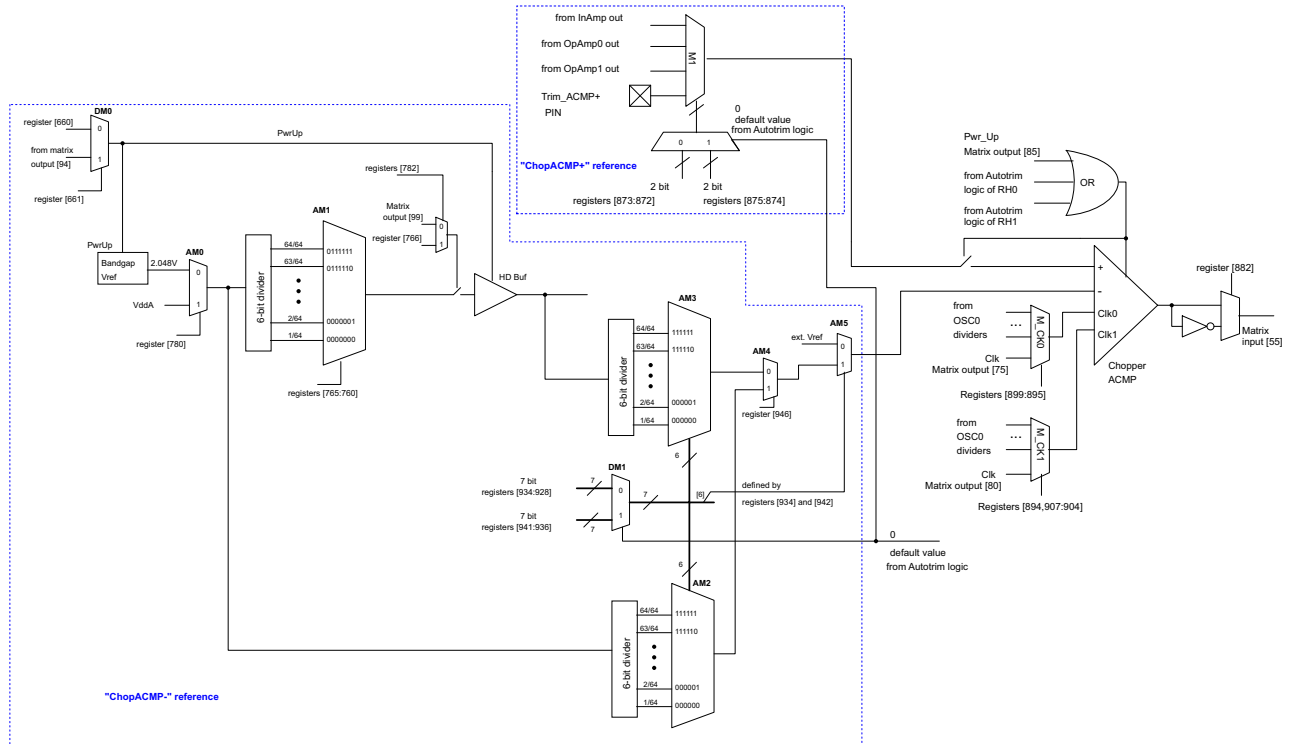 from InAmp out
from OpAmp0 out
from OpAmp1 out
Trim_ACMP+
PIN
M1
0
default value
from Autotrim logic
0 1
"ChopACMP+" reference
2 bit
registers [873:872]
2 bit
registers [875:874]
DM0
register [660]
0
from matrix
output [94]
1
register [661]
PwrUp
registers [782]
Matrix
output [99]
0
register [766]
1
PwrUp
Bandgap
Vref
2.048V
AM0
0
VddA
1
register [780]
AM1
6-bit divider
64/64
0111111
63/64
0111110
2/64
0000001
1/64
0000000
registers [765:760]
HD Buf
AM3
6-bit divider
64/64
111111
63/64
111110
2/64
000001
1/64
000000
6
AM4
0
1
register [946]
AM5
ext. Vref
0
1
DM1
7 bit
registers [934:928]
7
0
7 bit
registers [941:936]
7
1
7
[6]
defined by
registers [934] and [942]
0
default value
from Autotrim logic
6
AM2
6-bit divider
64/64
111111
63/64
111110
2/64
000001
1/64
000000
"ChopACMP-" reference
Pwr_Up
Matrix output [85]
from Autotrim
logic of RH0
from Autotrim
logic of RH1
OR
+
-
Clk0
Clk1
Chopper
ACMP
register [882]
Matrix
input [55]
from
OSC0
dividers
...
Clk
Matrix output [75]
M_CK0
Registers [899:895]
from
OSC0
dividers
...
Clk
Matrix output [80]
M_CK1
Registers [894,907:904]